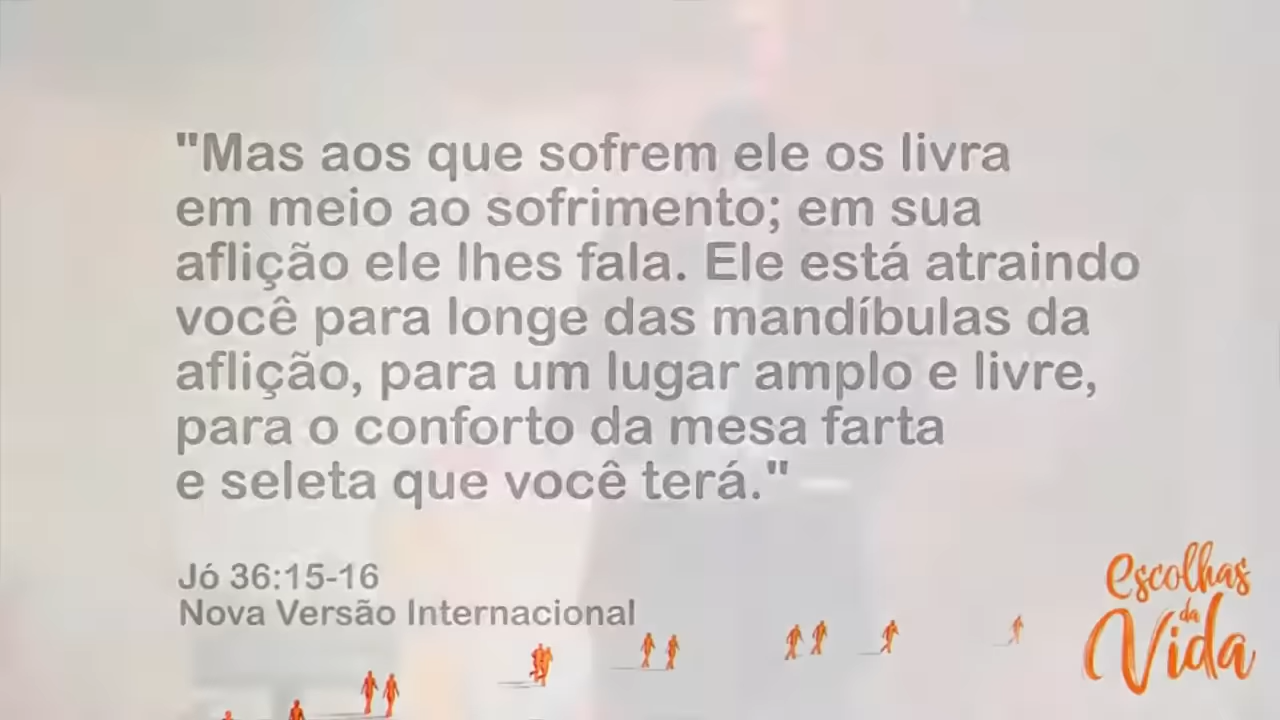 "Mas aos que sofrem ele os livra
em meio ao sofrimento; em sua
aflição ele lhes fala. Ele está atraindo
você para longe das mandíbulas da
aflição, para um lugar amplo e livre,
para o conforto da mesa farta
e seleta que você terá."
Jó 36:15-16
Nova Versão Internacional
Escolhas
da
Vida